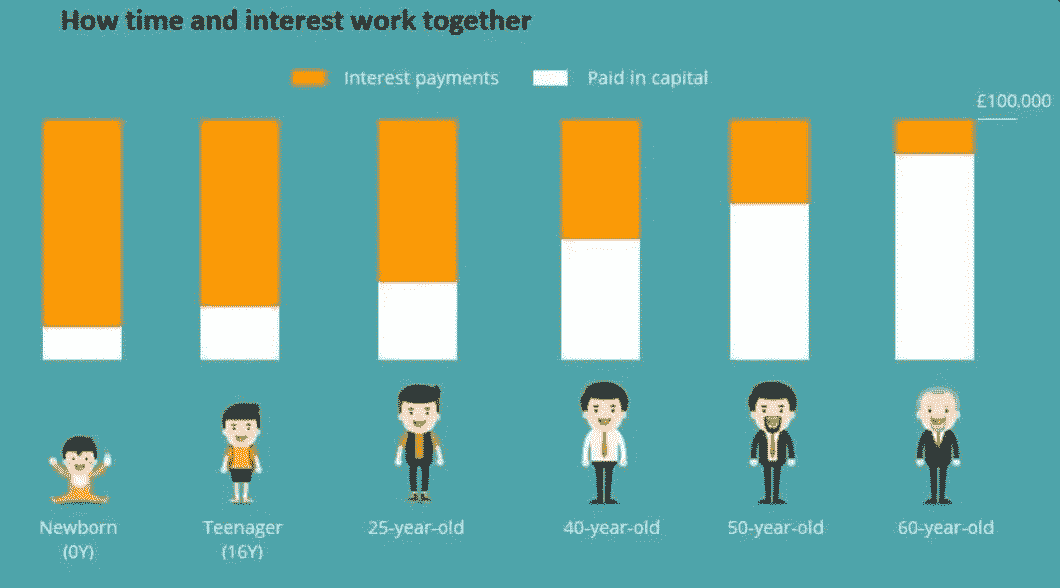 How time and interest work together
Interest payments
Paid in capital
£100.000
Newborn
(0Y)
Teenager
(16Y)
25-year-old
40-year-old
50-year-old
60-year-old